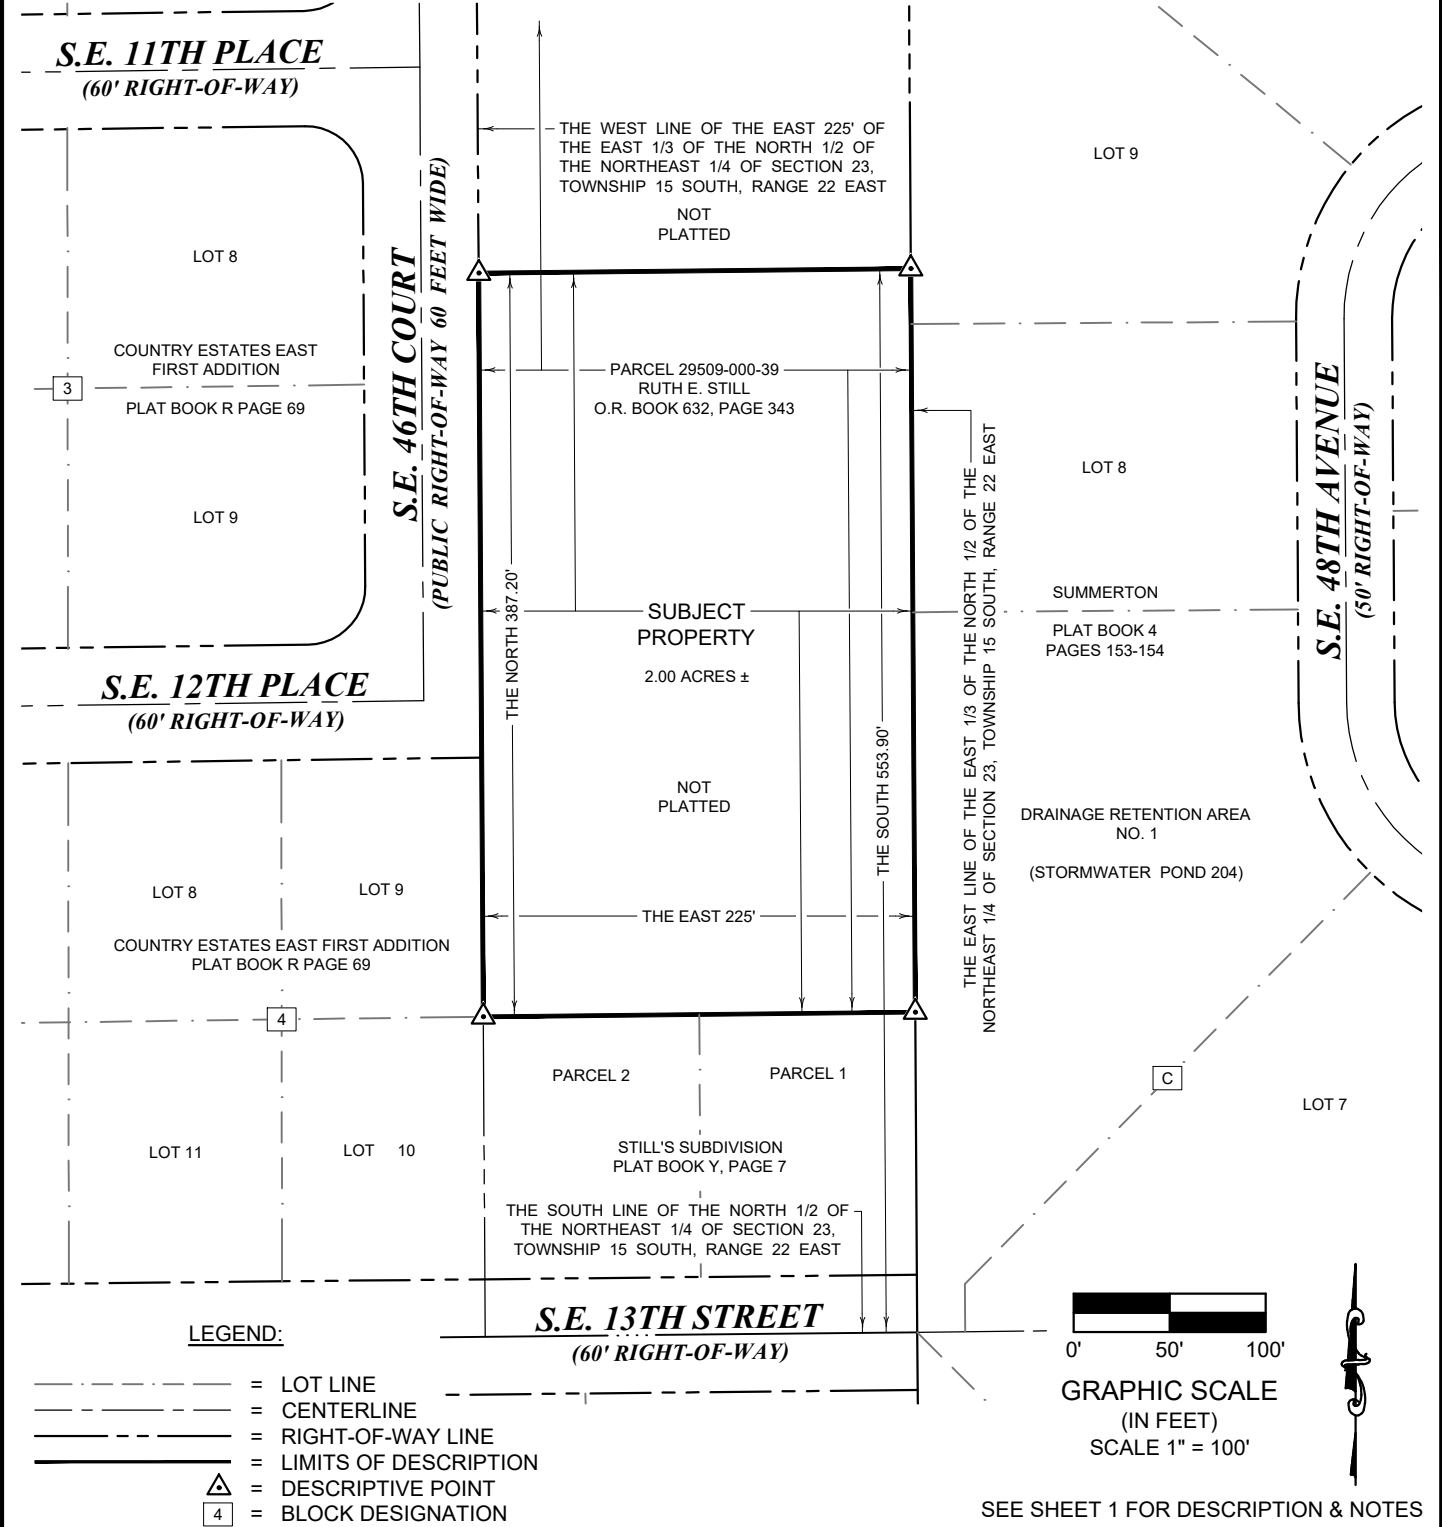 S.E. 11TH PLACE
(60' RIGHT-OF-WAY)
THE WEST LINE OF THE EAST 225' OF
THE EAST 1/3 OF THE NORTH 1/2 OF
THE NORTHEAST 1/4 OF SECTION 23,
TOWNSHIP 15 SOUTH, RANGE 22 EAST
NOT
PLATTED
LOT 9
LOT 8
S.E. 46TH COURT
(PUBLIC RIGHT-OF-WAY 60 FEET WIDE)
COUNTRY ESTATES EAST
FIRST ADDITION
3
PLAT BOOK R PAGE 69
LOT 9
PARCEL 29509-000-39
RUTH E. STILL
O.R. BOOK 632, PAGE 343
THE NORTH 387.20'
SUBJECT
PROPERTY
2.00 ACRES ±
THE SOUTH 553.90'
NOT
PLATTED
THE EAST 225'
THE EAST LINE OF THE EAST 1/3 OF THE NORTH 1/2 OF THE
NORTHEAST 1/4 OF SECTION 23, TOWNSHIP 15 SOUTH, RANGE 22 EAST
LOT 8
SUMMERTON
PLAT BOOK 4
PAGES 153-154
S.E. 48TH AVENUE
(50' RIGHT-OF-WAY)
DRAINAGE RETENTION AREA
NO. 1
(STORMWATER POND 204)
S.E. 12TH PLACE
(60' RIGHT-OF-WAY)
LOT 8
LOT 9
COUNTRY ESTATES EAST FIRST ADDITION
PLAT BOOK R PAGE 69
4
LOT 11
LOT 10
PARCEL 2
PARCEL 1
STILL'S SUBDIVISION
PLAT BOOK Y, PAGE 7
THE SOUTH LINE OF THE NORTH 1/2 OF
THE NORTHEAST 1/4 OF SECTION 23,
TOWNSHIP 15 SOUTH, RANGE 22 EAST
C
LOT 7
S.E. 13TH STREET
(60' RIGHT-OF-WAY)
LEGEND:
= LOT LINE
= CENTERLINE
= RIGHT-OF-WAY LINE
= LIMITS OF DESCRIPTION
= DESCRIPTIVE POINT
4 = BLOCK DESIGNATION
0' 50' 100'
GRAPHIC SCALE
(IN FEET)
SCALE 1" = 100'
SEE SHEET 1 FOR DESCRIPTION & NOTES